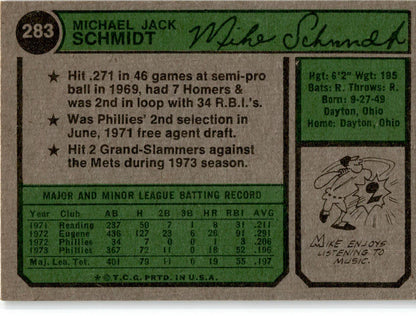 283
MICHAEL JACK
SCHMIDT
Mike Schmidt
★ Hit .271 in 46 games at semi-pro
ball in 1969, had 7 Homers &
was 2nd in loop with 34 R.B.I.'s.
★ Was Phillies' 2nd selection in
June, 1971 free agent draft.
★ Hit 2 Grand-Slammers against
the Mets during 1973 season.
Hgt: 6'2" Wgt: 195
Bats: R. Throws: R.
Born: 9-27-49
Dayton, Ohio
Home: Dayton, Ohio
MAJOR AND MINOR LEAGUE BATTING RECORD
Year Club AB H 2B 3B HR RBI AVG.
1971 Reading 237 50 7 1 8 31 .211
1972 Eugene 436 127 23 6 26 91 .291
1972 Phillies 34 7 0 0 1 3 .206
1973 Phillies 367 72 11 0 18 52 .196
Maj. Lea. Tot. 401 79 11 0 19 55 .197
* © T.C.G. PRTD. IN U.S.A.
2
MIKE ENJOYS
LISTENING TO
MUSIC.